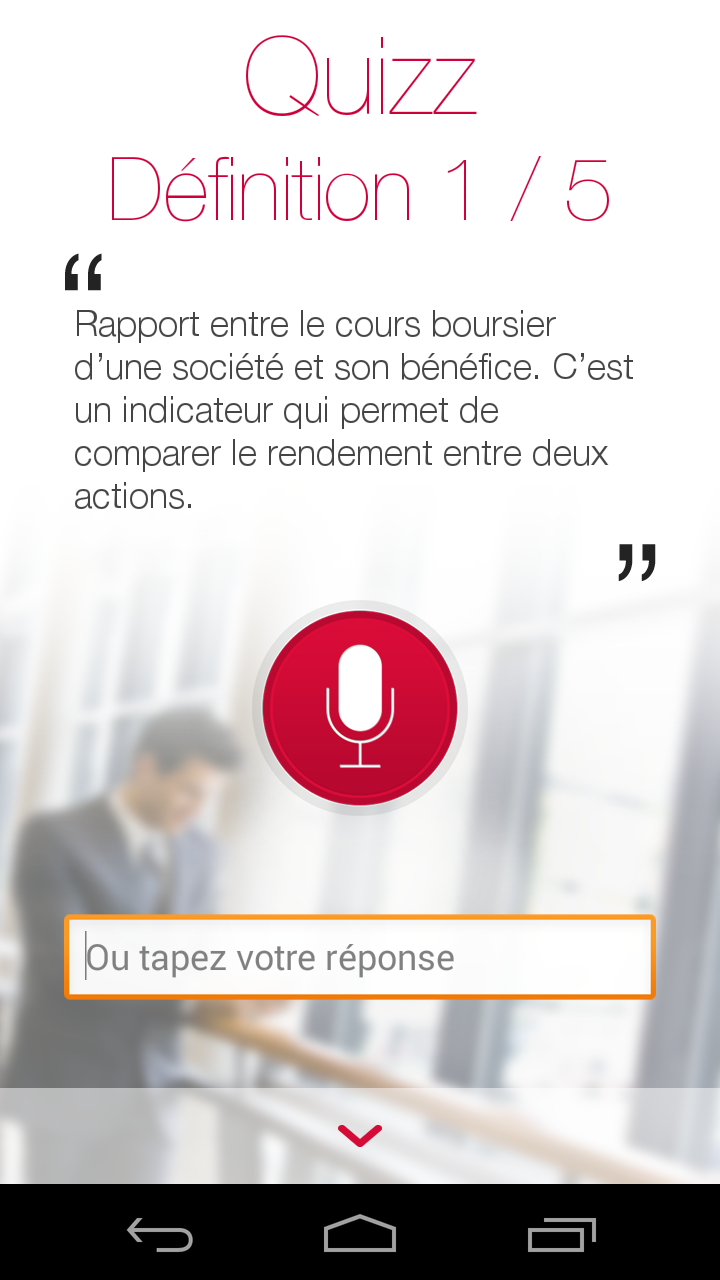 Quizz
Définition 1 / 5
“
Rapport entre le cours boursier
d’une société et son bénéfice. C’est
un indicateur qui permet de
comparer le rendement entre deux
actions.
”
Ou tapez votre réponse